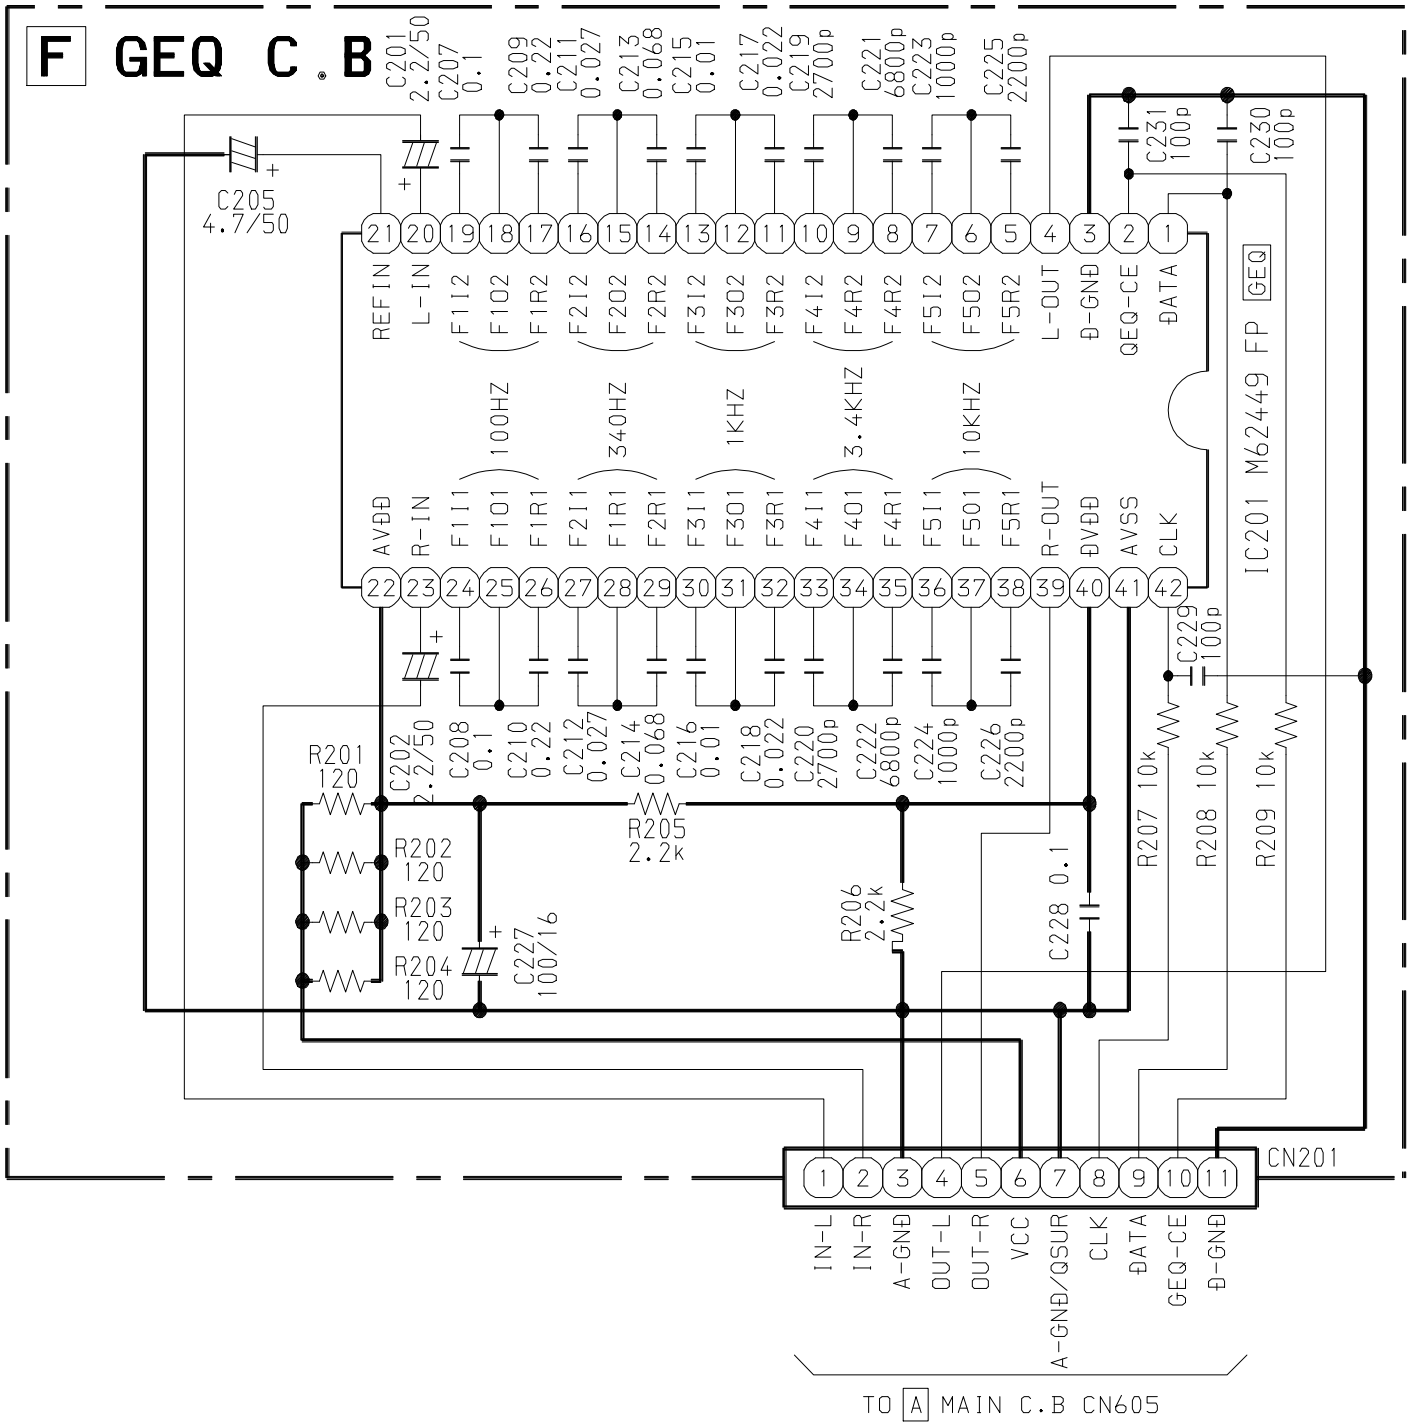 F GEQ C.B
C201
2.2/50
C207
0.1
C209
0.22
C211
0.027
C213
0.068
C215
0.01
C217
0.022
C219
2700p
C221
6800p
C223
1000p
C225
2200p
C231
100p
C230
100p
C205
4.7/50
+
+
21 20 19 18 17 16 15 14 13 12 11 10 9 8 7 6 5 4 3 2 1
REFIN
L-IN
F1I2
F1O2
F1R2
F2I2
F2O2
F2R2
F3I2
F3O2
F3R2
F4I2
F4R2
F4R2
F5I2
F5O2
F5R2
L-OUT
D-GND
QEQ-CE
DATA
GEQ
IC201 M62449 FP
100HZ
340HZ
1KHZ
3.4KHZ
10KHZ
AVDD
R-IN
F1I1
F1O1
F1R1
F2I1
F1R1
F2R1
F3I1
F3O1
F3R1
F4I1
F4O1
F4R1
F5I1
F5O1
F5R1
R-OUT
DVDD
AVSS
CLK
22 23 24 25 26 27 28 29 30 31 32 33 34 35 36 37 38 39 40 41 42
C229
100p
+
C202
2.2/50
C208
0.1
C210
0.22
C212
0.027
C214
0.068
C216
0.01
C218
0.022
C220
2700p
C222
6800p
C224
1000p
C226
2200p
R201
120
R202
120
R203
120
R204
120
R205
2.2k
R206
2.2k
+
C227
100/16
C228 0.1
R207 10k
R208 10k
R209 10k
CN201
1 2 3 4 5 6 7 8 9 10 11
IN-L
IN-R
A-GND
OUT-L
OUT-R
VCC
A-GND/QSUR
CLK
DATA
GEQ-CE
D-GND
TO A MAIN C.B CN605